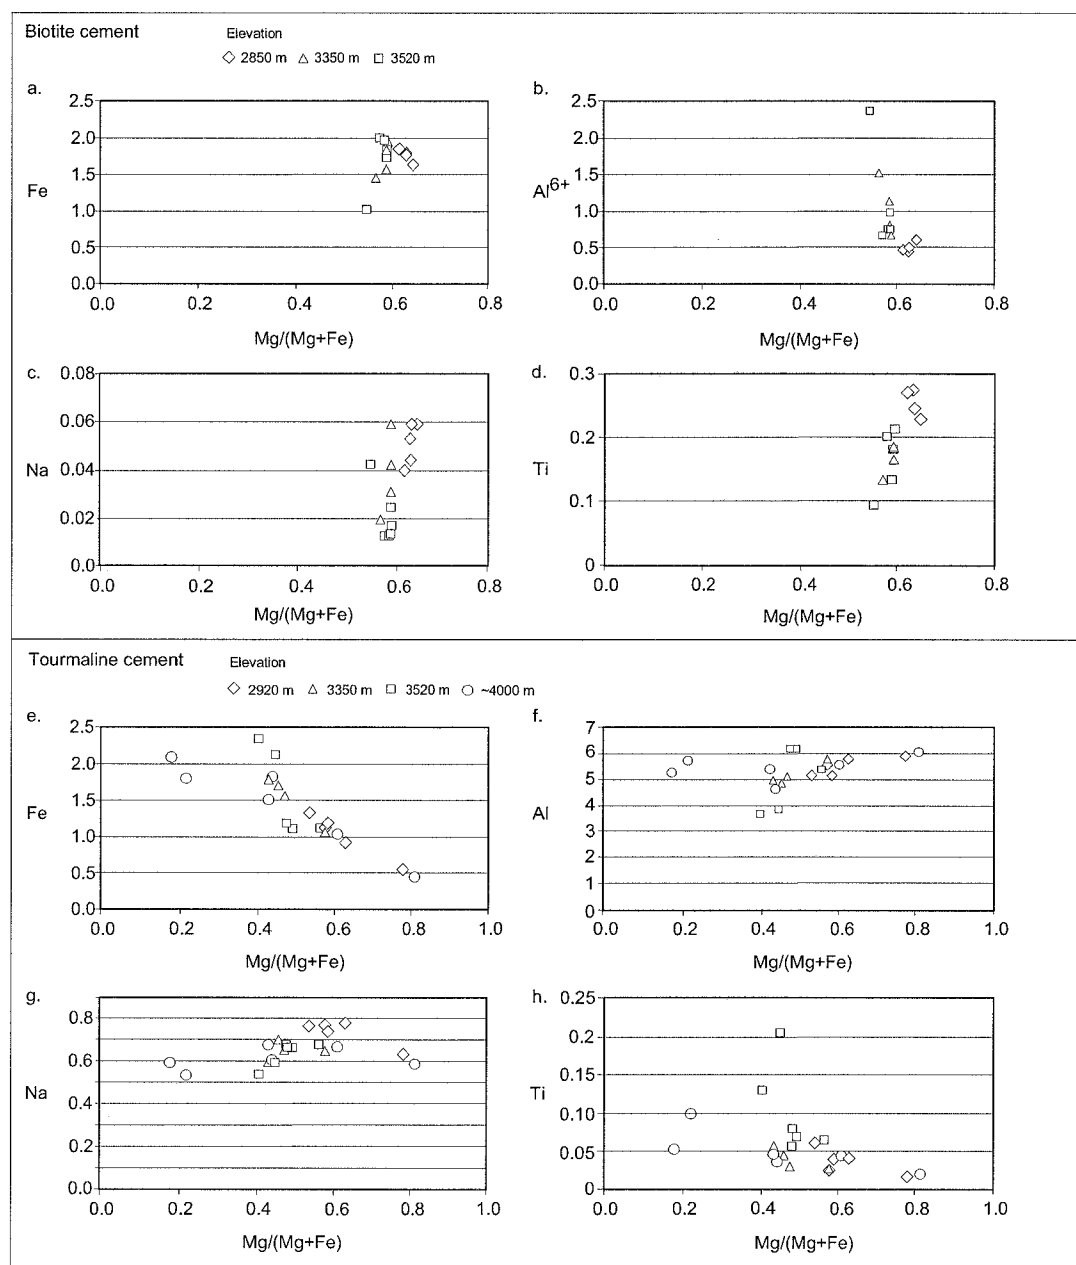 Biotite cement
Elevation
2850 m 3350 m 3520 m
a.
Fe
2.5
2.0
1.5
1.0
0.5
0.0
0.0 0.2 0.4 0.6 0.8
Mg/(Mg+Fe)
b.
Al6+
2.5
2.0
1.5
1.0
0.5
0.0
0.0 0.2 0.4 0.6 0.8
Mg/(Mg+Fe)
c.
Na
0.08
0.06
0.04
0.02
0.0
0.0 0.2 0.4 0.6 0.8
Mg/(Mg+Fe)
d.
Ti
0.3
0.2
0.1
0
0.0 0.2 0.4 0.6 0.8
Mg/(Mg+Fe)
Tourmaline cement
Elevation
2920 m 3350 m 3520 m ~4000 m
e.
Fe
2.5
2.0
1.5
1.0
0.5
0.0
0.0 0.2 0.4 0.6 0.8 1.0
Mg/(Mg+Fe)
f.
Al
7
6
5
4
3
2
1
0
0.0 0.2 0.4 0.6 0.8 1.0
Mg/(Mg+Fe)
g.
Na
0.8
0.6
0.4
0.2
0.0
0.0 0.2 0.4 0.6 0.8 1.0
Mg/(Mg+Fe)
h.
Ti
0.25
0.2
0.15
0.10
0.05
0
0.0 0.2 0.4 0.6 0.8 1.0
Mg/(Mg+Fe)